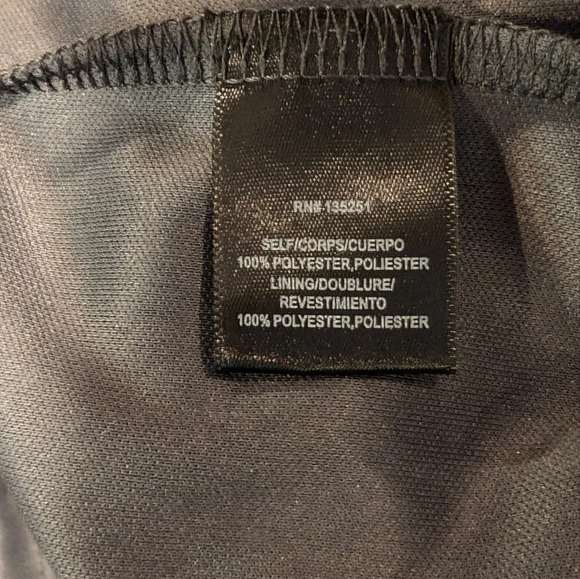 RN# 135251
SELF/CORPS/CUERPO
100% POLYESTER,POLIESTER
LINING/DOUBLURE/
REVESTIMIENTO
100% POLYESTER,POLIESTER